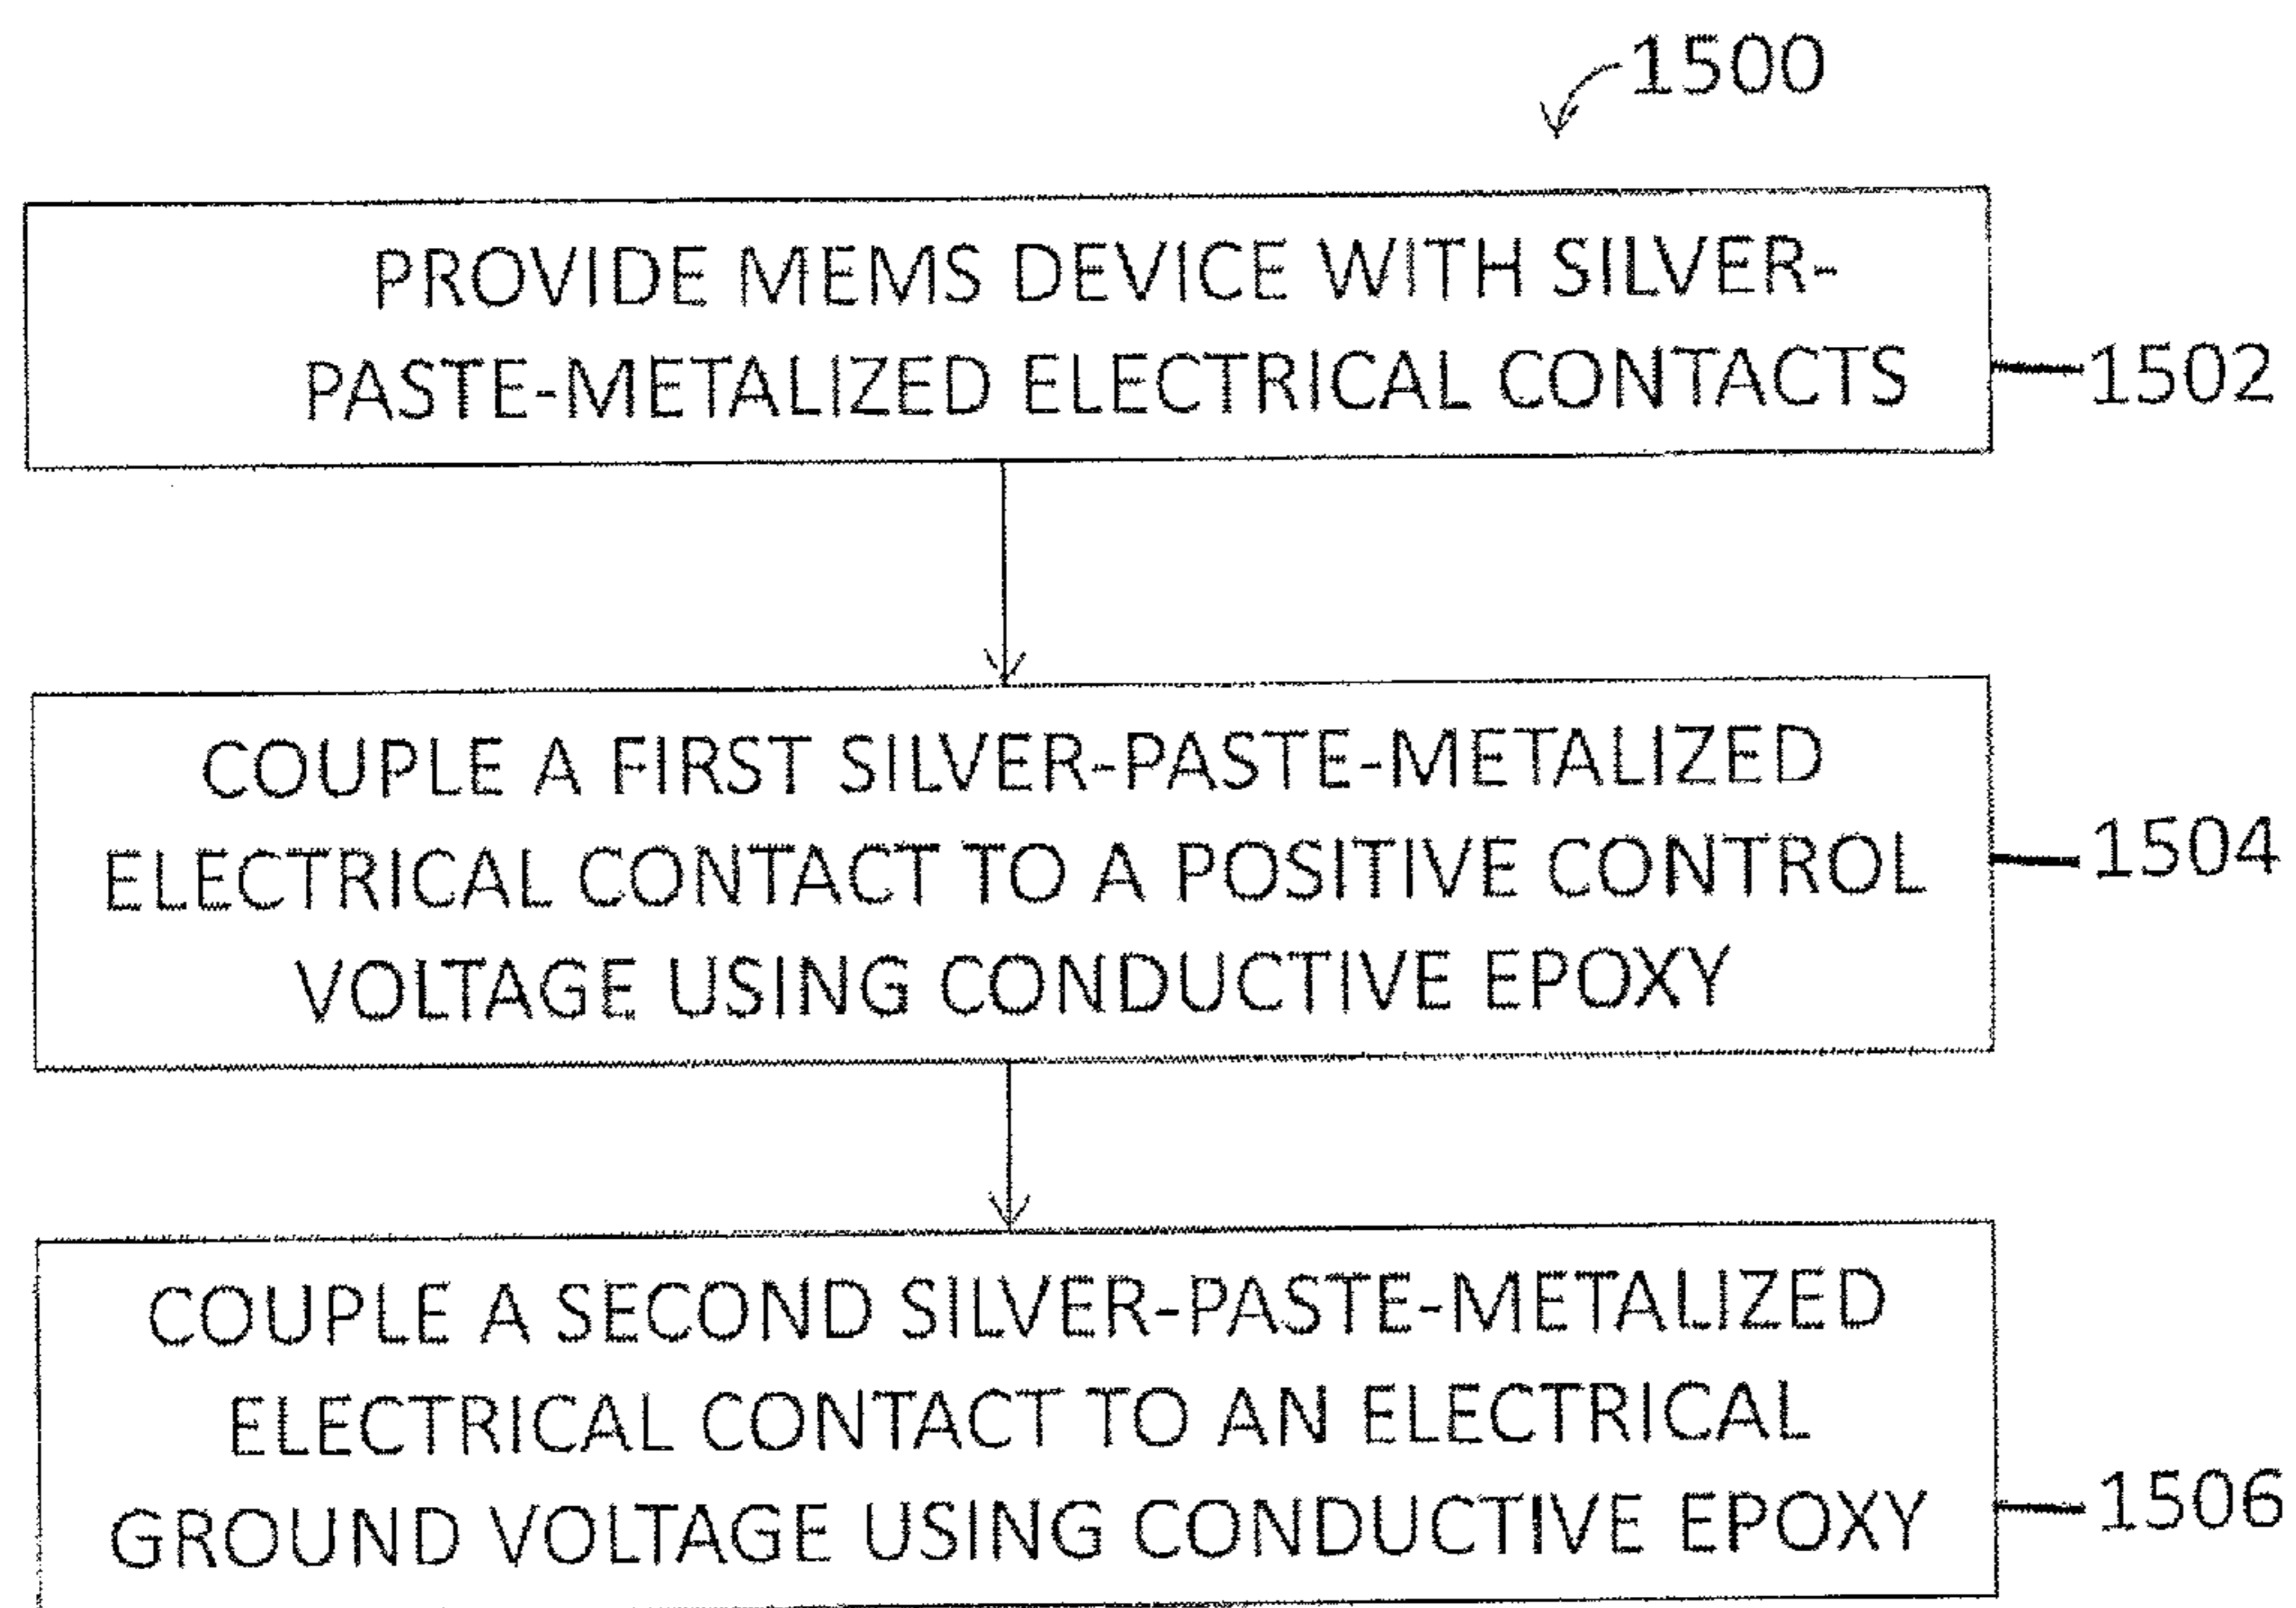 1500
PROVIDE MEMS DEVICE WITH SILVER-
PASTE-METALIZED ELECTRICAL CONTACTS
1502
COUPLE A FIRST SILVER-PASTE-METALIZED
ELECTRICAL CONTACT TO A POSITIVE CONTROL
VOLTAGE USING CONDUCTIVE EPOXY
1504
COUPLE A SECOND SILVER-PASTE-METALIZED
ELECTRICAL CONTACT TO AN ELECTRICAL
GROUND VOLTAGE USING CONDUCTIVE EPOXY
1506